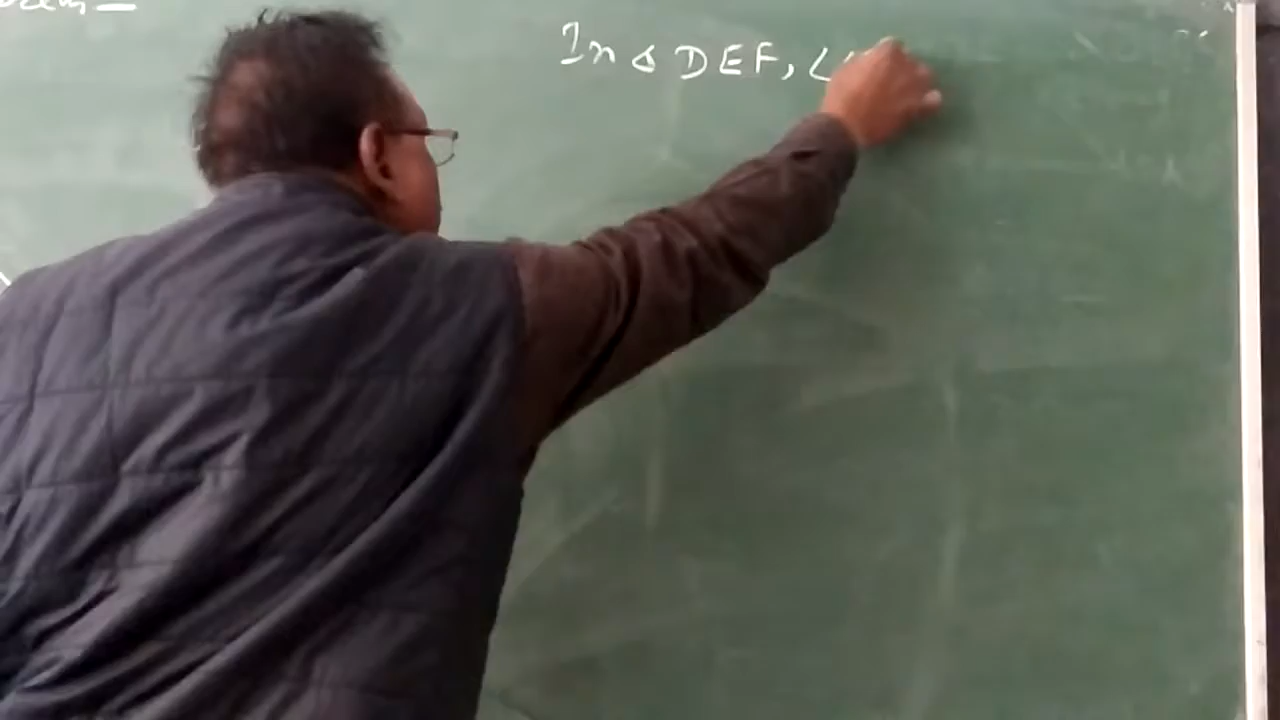 In △ DEF, ∠